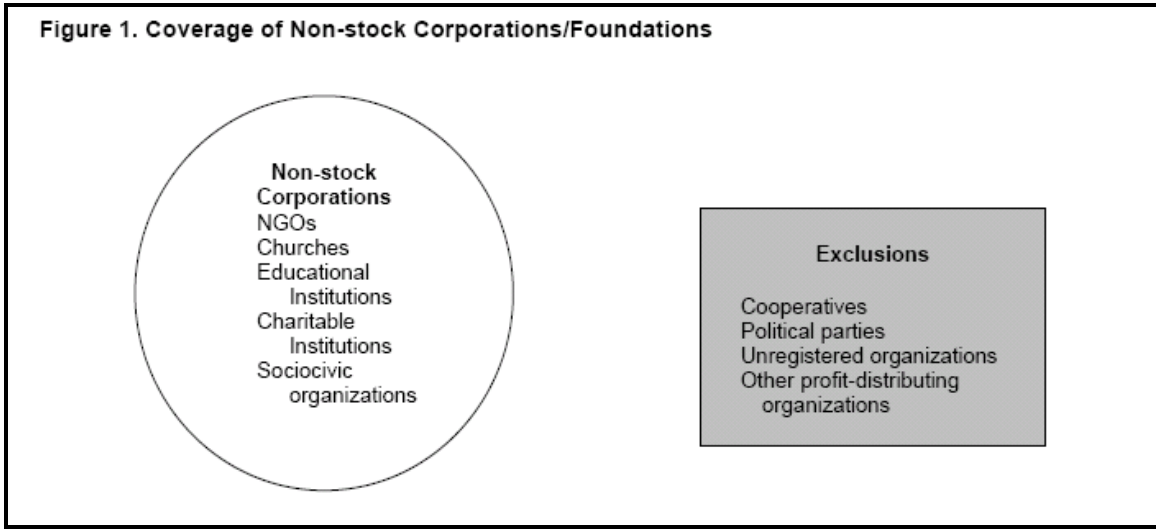 Figure 1. Coverage of Non-stock Corporations/Foundations
Non-stock
Corporations
NGOs
Churches
Educational
Institutions
Charitable
Institutions
Sociocivic
organizations
Exclusions
Cooperatives
Political parties
Unregistered organizations
Other profit-distributing
organizations